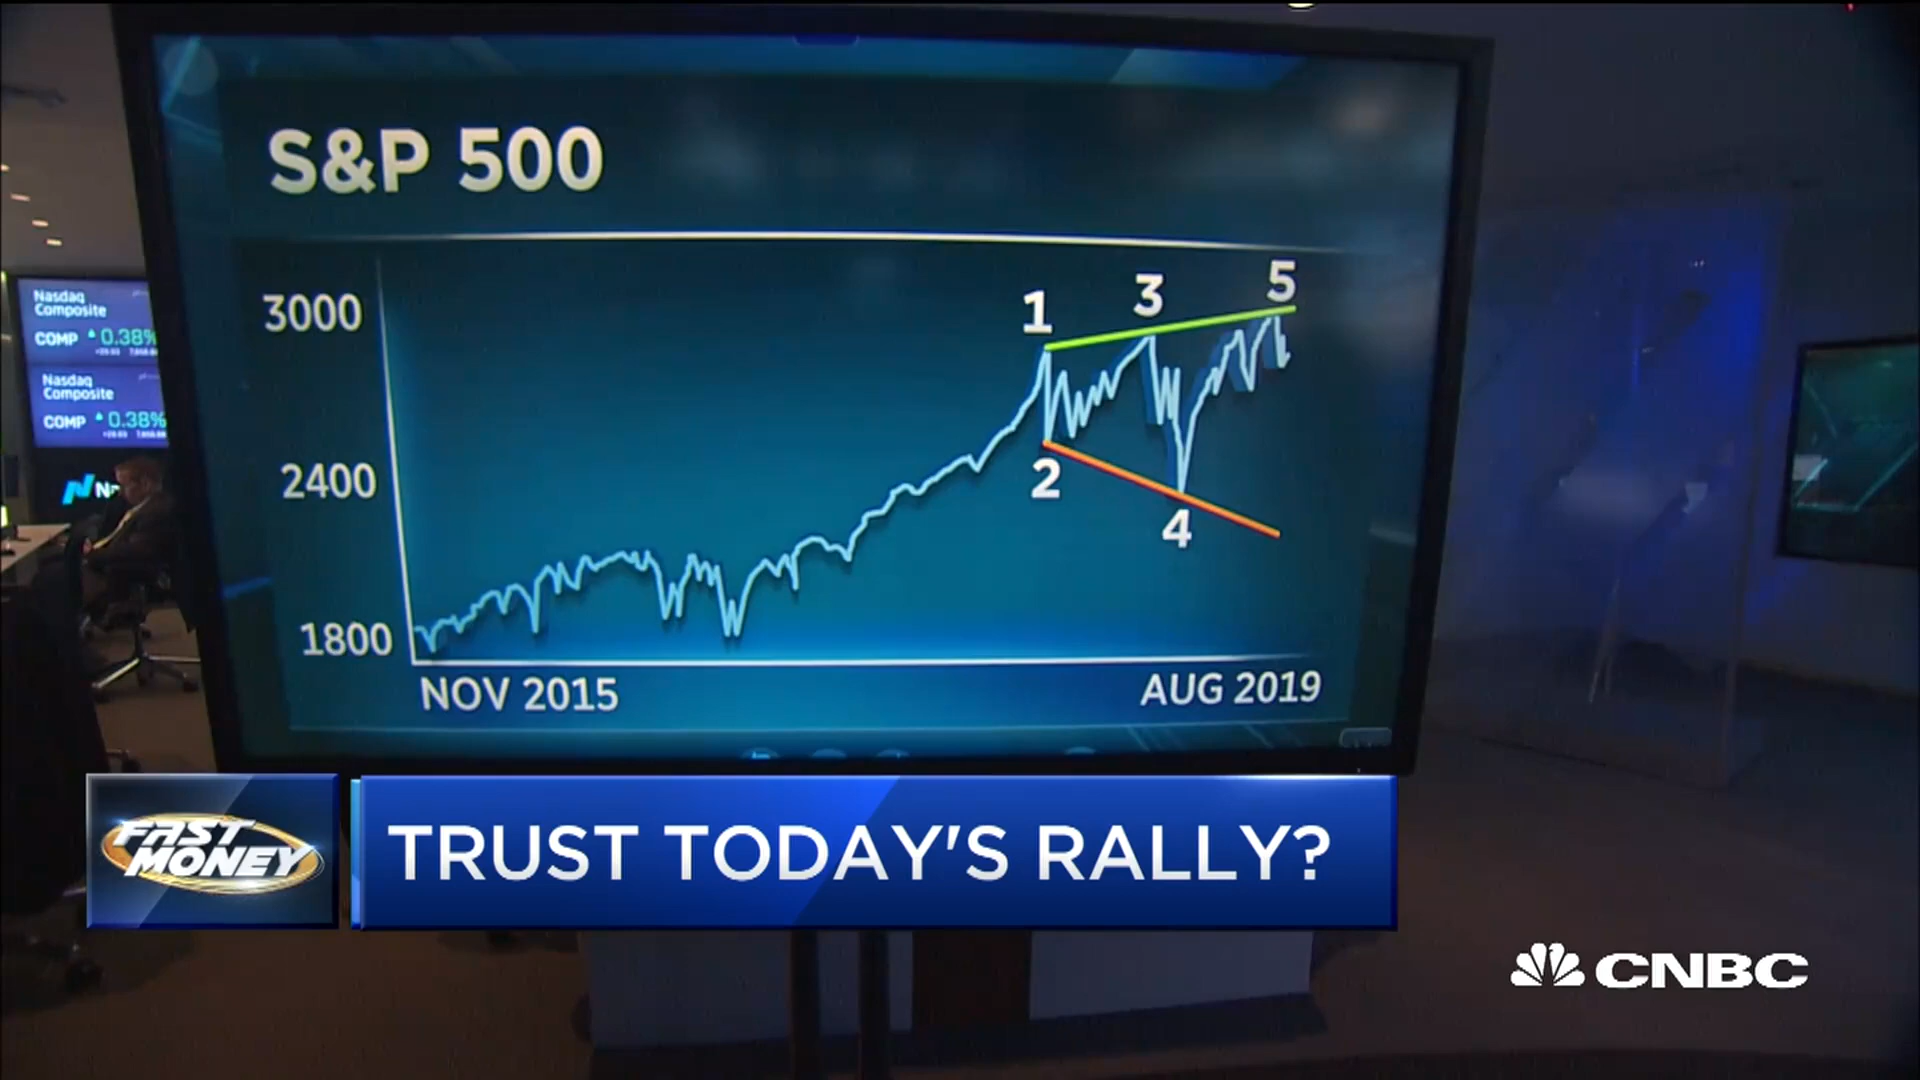 S&P 500
3000
2400
1800
1
3
5
2
4
NOV 2015
AUG 2019
Nasdaq
Composite
COMP 0.38%
Nasdaq
Composite
COMP 0.38%
FAST
MONEY
TRUST TODAY'S RALLY?
CNBC